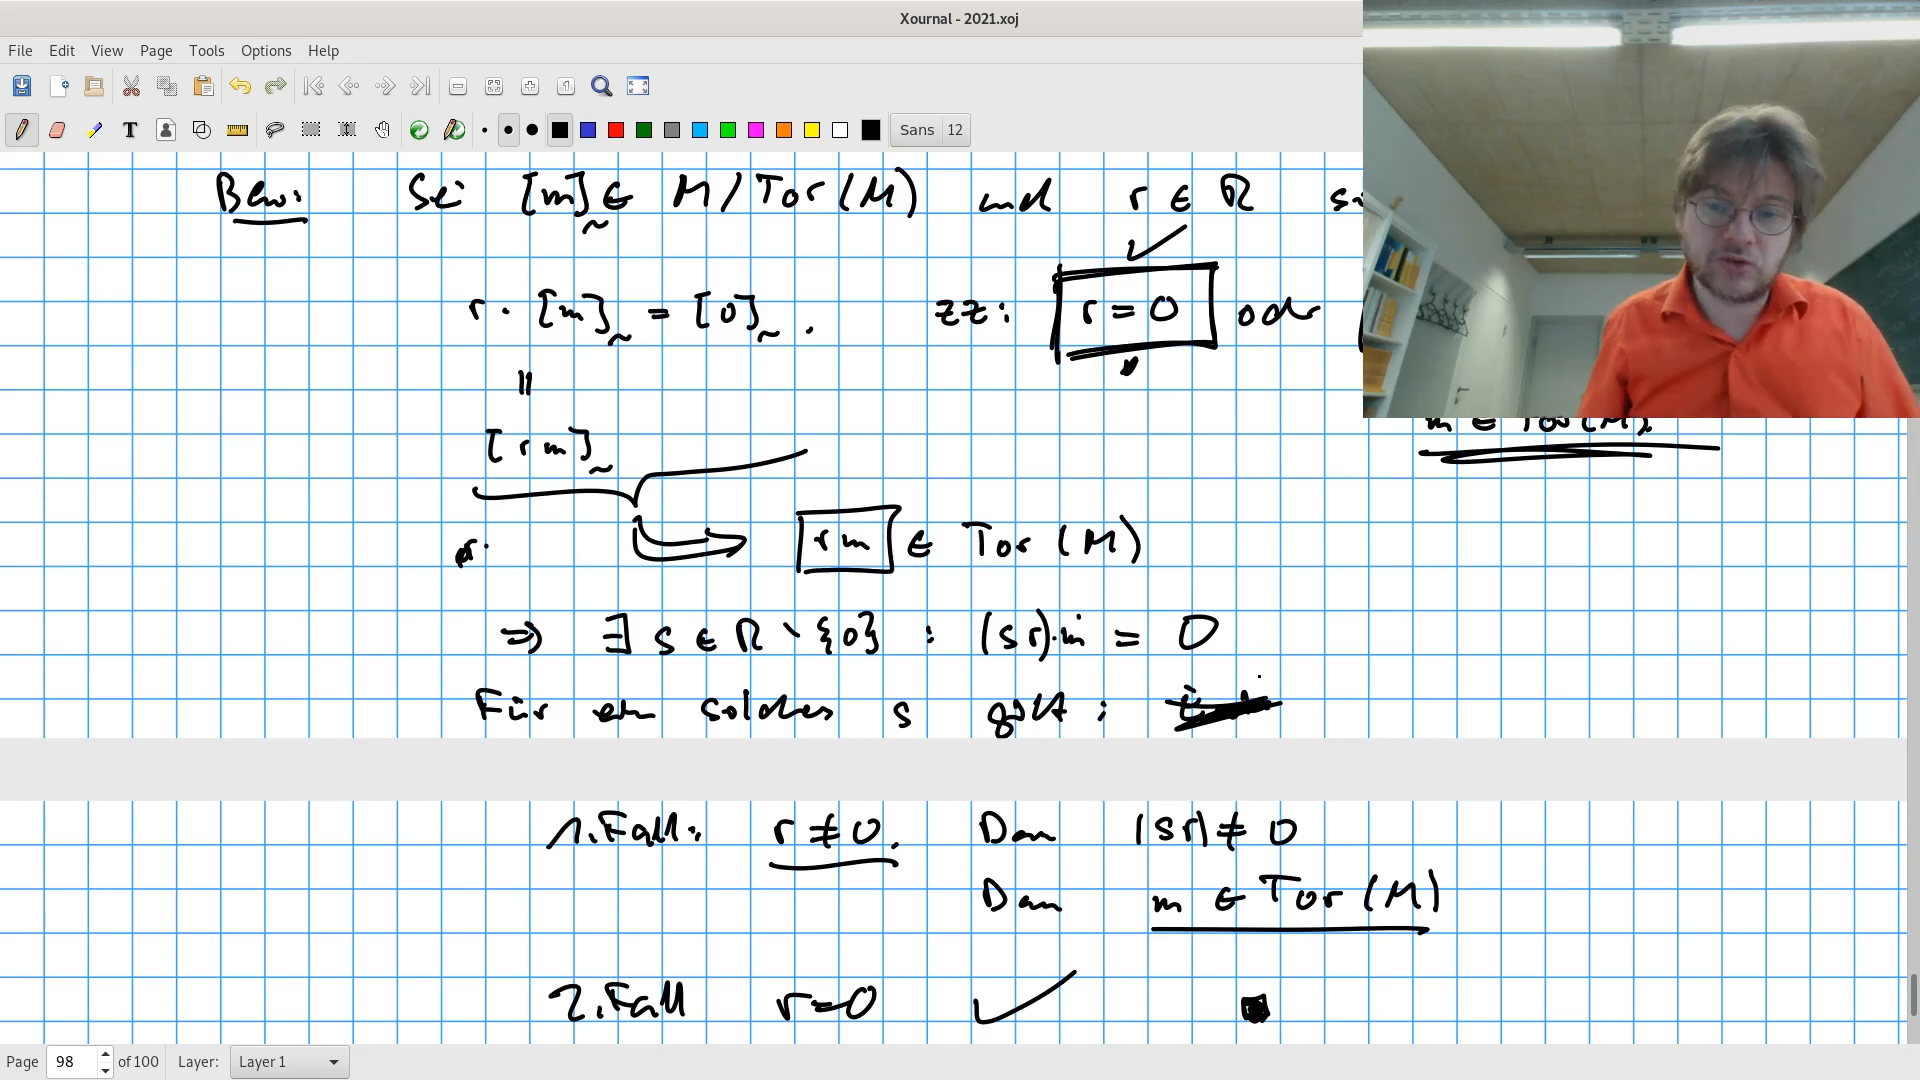 Xournal - 2021.xoj
File Edit View Page Tools Options Help
Sans 12
Bew: Sei [m]~ ∈ M/Tor(M) und r ∈ R
r · [m]~ = [0]~. zz: r = 0 oder
=
[rm]~
m ∈ Tor(M).
rm ∈ Tor(M)
⇒ ∃ s ∈ R \ {0} : (sr)·m = 0
Für ein solches s gilt:
1. Fall: r ≠ 0. Dann (sr) ≠ 0
Dann m ∈ Tor(M)
2. Fall r=0 ✓ ■
Page 98 of 100 Layer: Layer 1